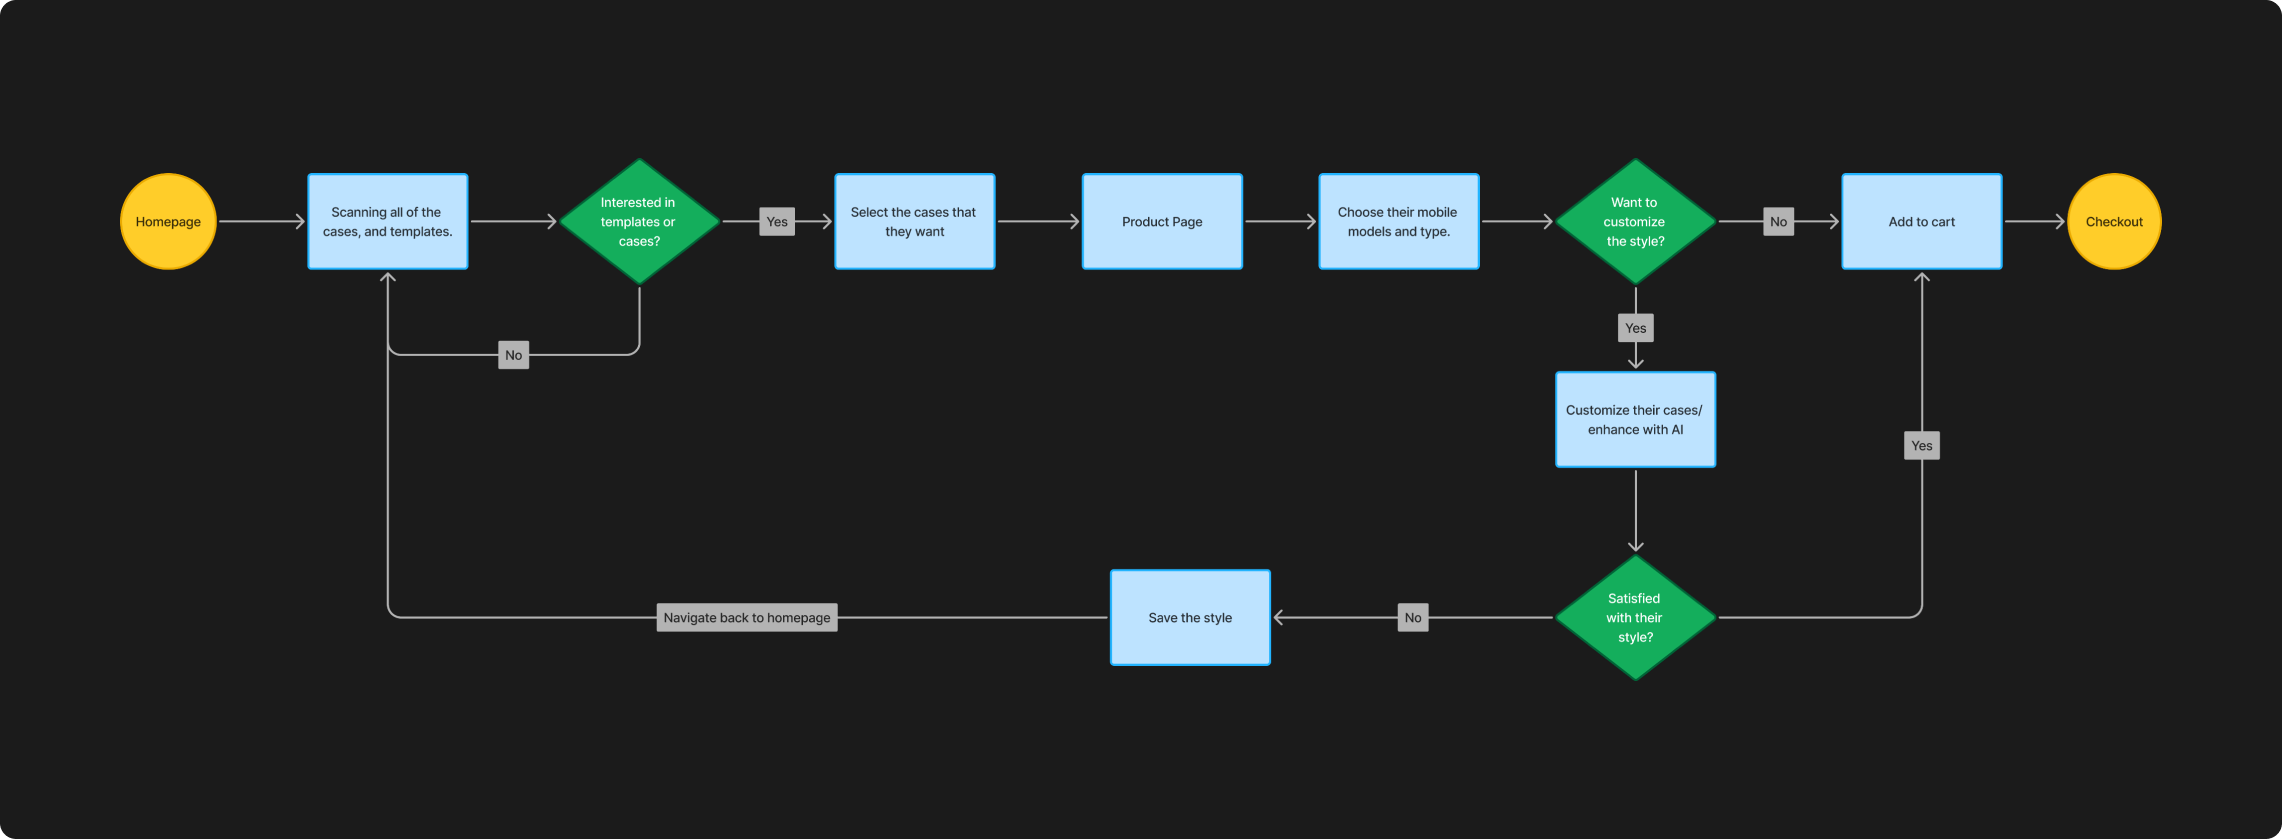 Homepage
Scanning all of the
cases, and templates.
Interested in
templates or
cases?
Yes
Select the cases that
they want
Product Page
Choose their mobile
models and type.
Want to
customize
the style?
No
Add to cart
Checkout
No
Yes
Customize their cases/
enhance with AI
Yes
Satisfied
with their
style?
No
Save the style
Navigate back to homepage